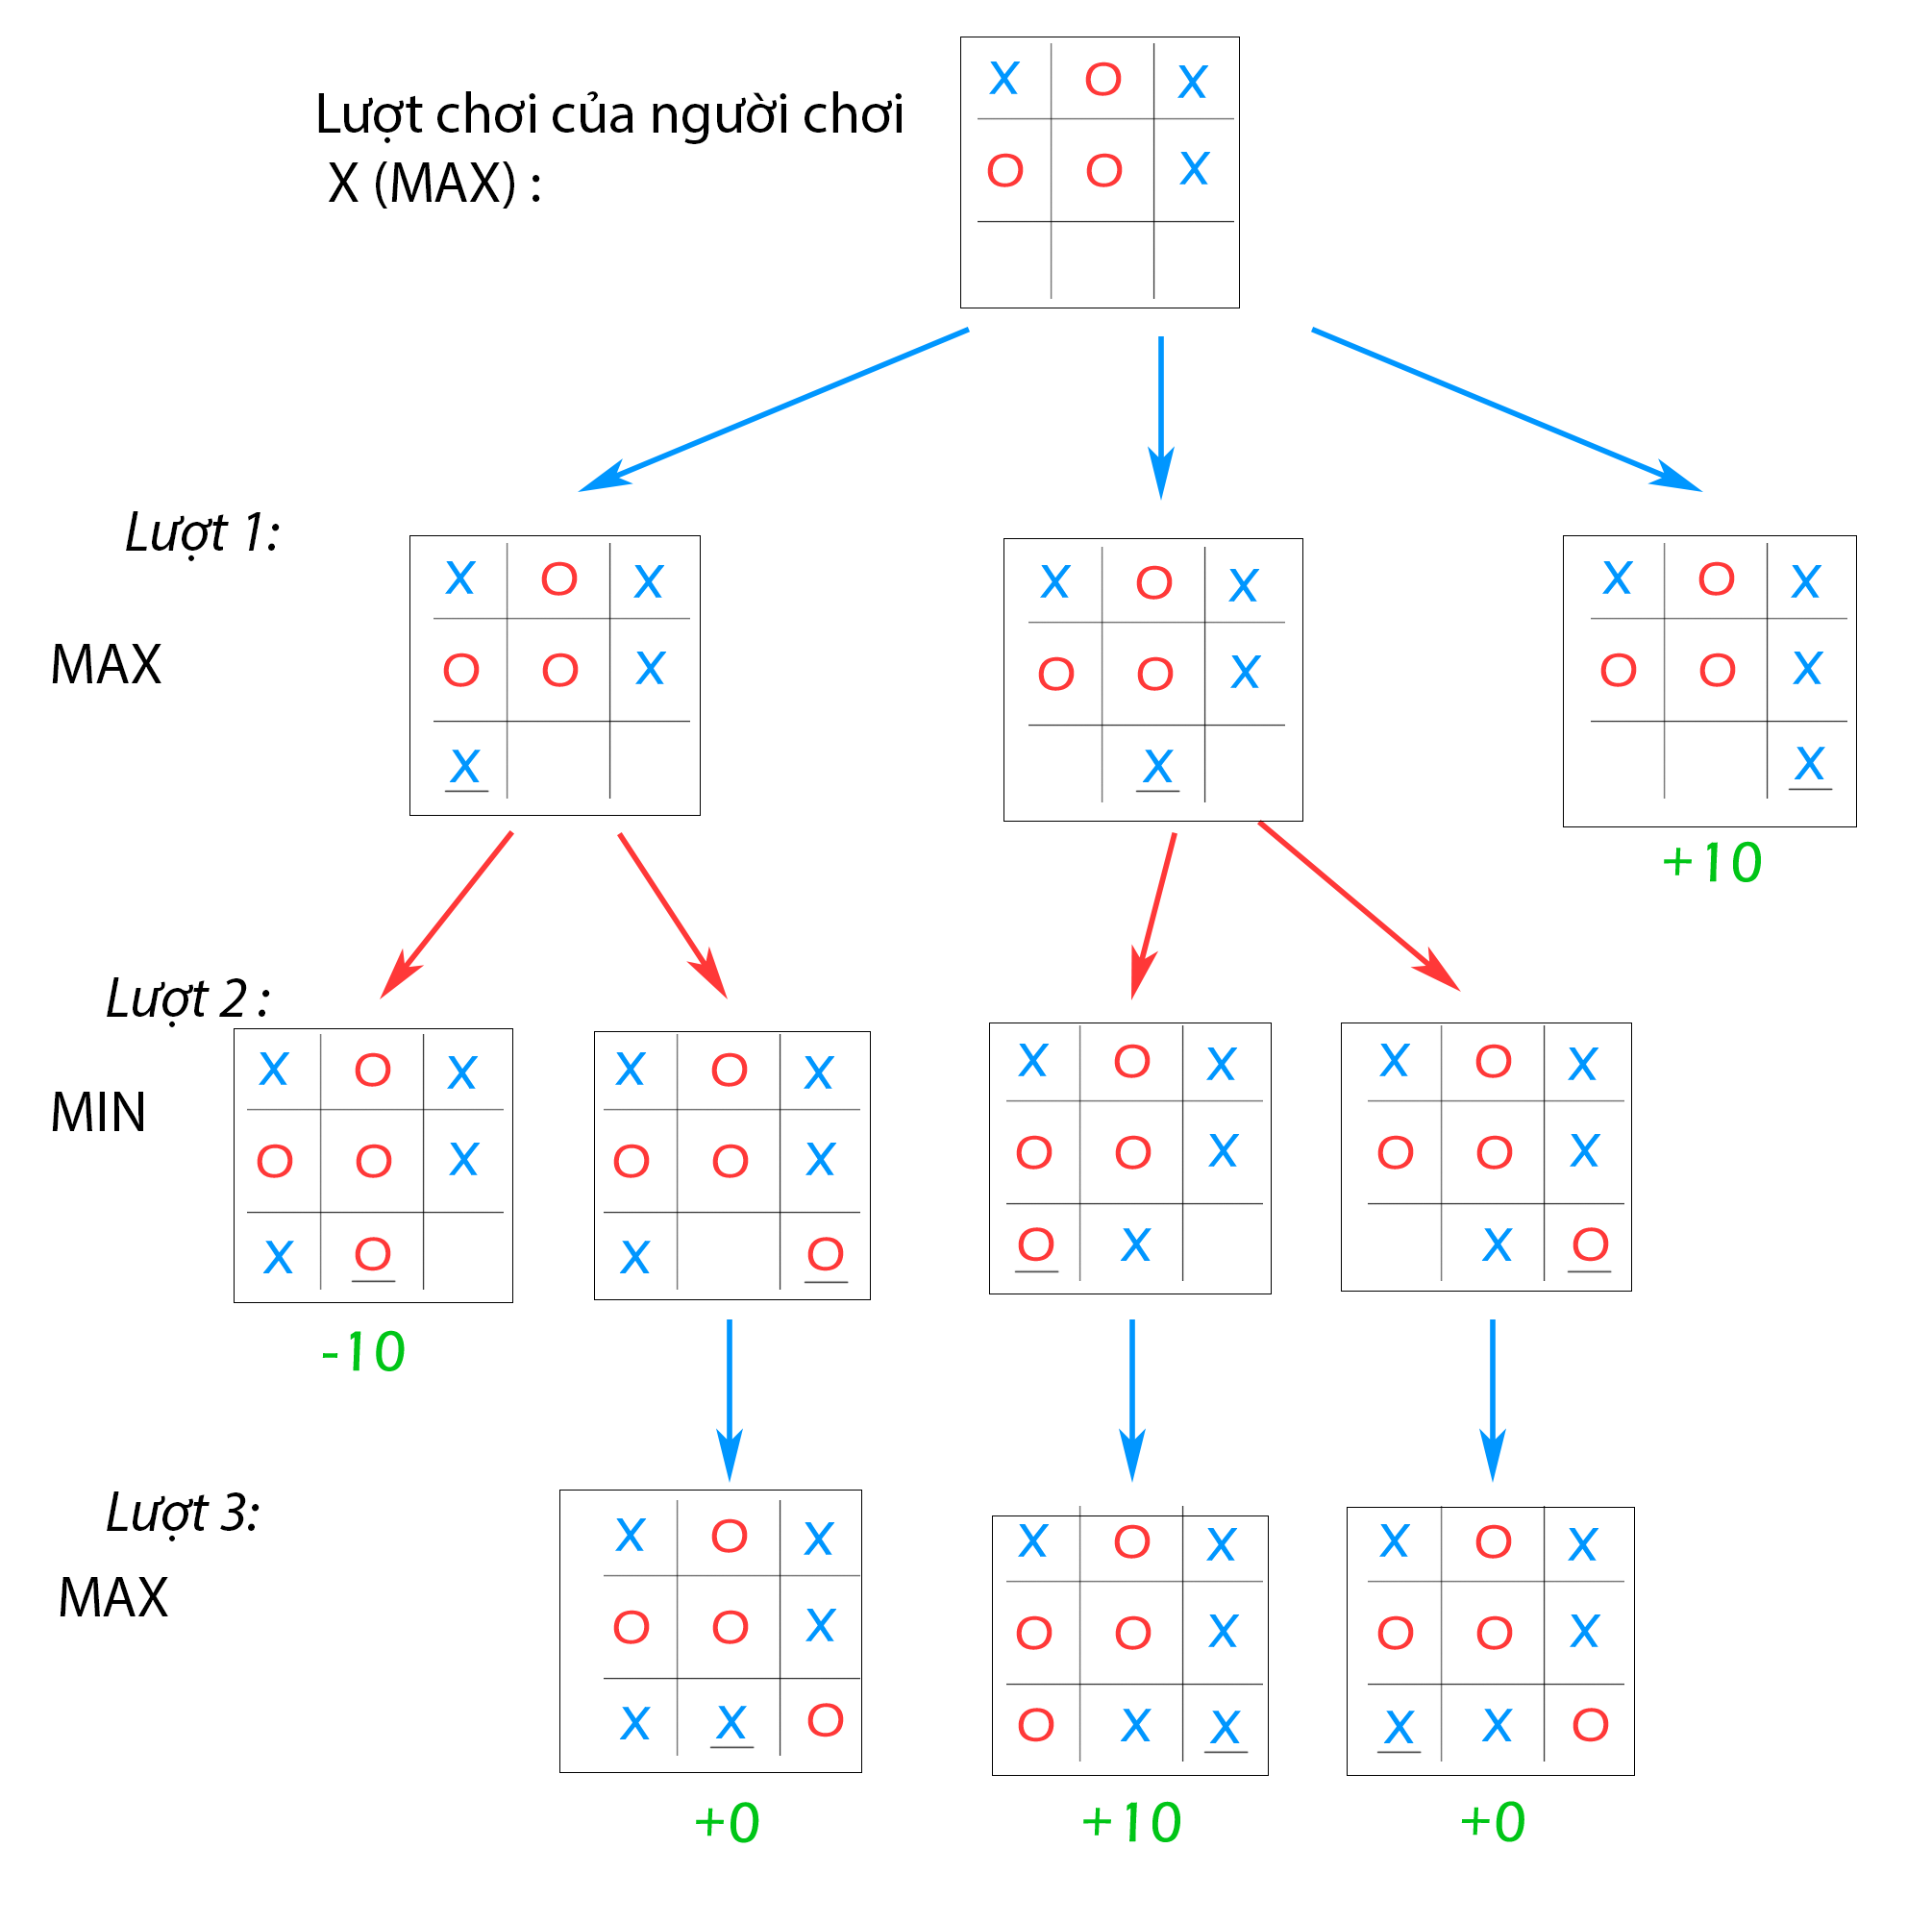 Lượt chơi của người chơi
X (MAX) :
X O X
O O X
Lượt 1:
MAX
X O X
O O X
X
X O X
O O X
X
X O X
O O X
X
+10
Lượt 2 :
MIN
X O X
O O X
X O
X O X
O O X
X O
X O X
O O X
O X
X O X
O O X
X O
-10
Lượt 3:
MAX
X O X
O O X
X X O
X O X
O O X
O X X
X O X
O O X
X X O
+0
+10
+0